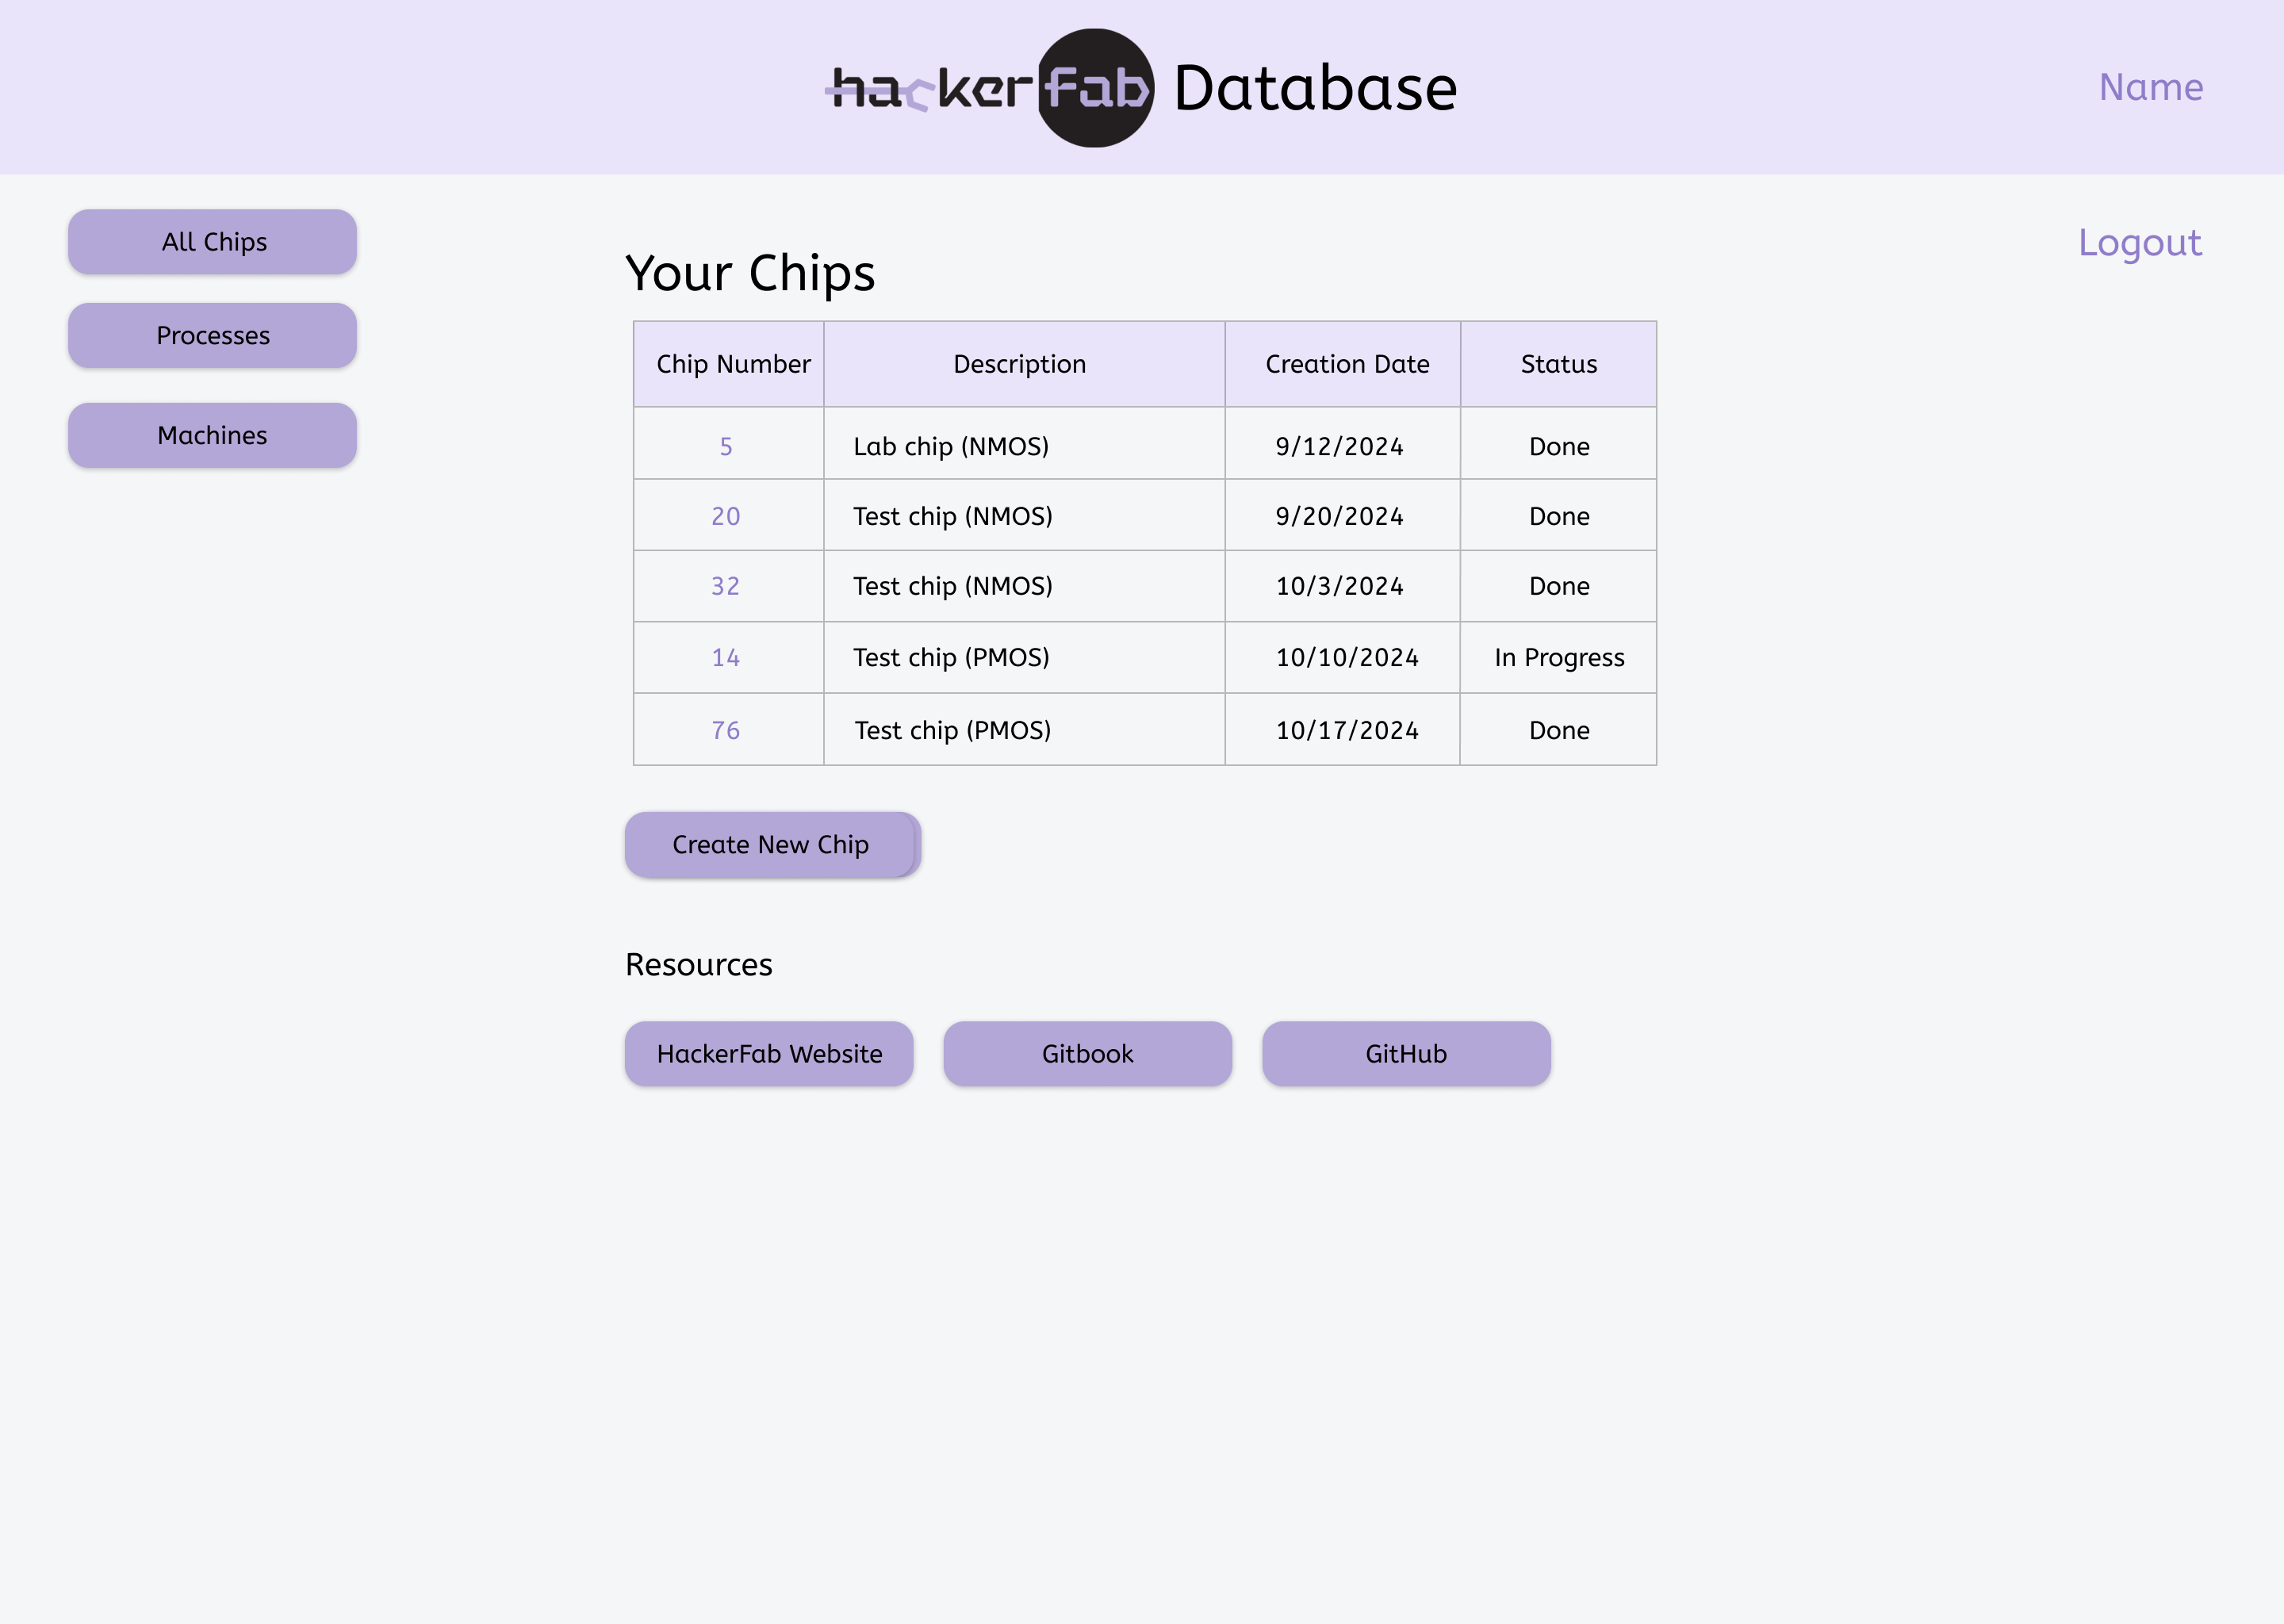 hackerfab Database
Name
All Chips
Processes
Machines
Logout
Your Chips
Chip Number Description Creation Date Status
5 Lab chip (NMOS) 9/12/2024 Done
20 Test chip (NMOS) 9/20/2024 Done
32 Test chip (NMOS) 10/3/2024 Done
14 Test chip (PMOS) 10/10/2024 In Progress
76 Test chip (PMOS) 10/17/2024 Done
Create New Chip
Resources
HackerFab Website Gitbook GitHub